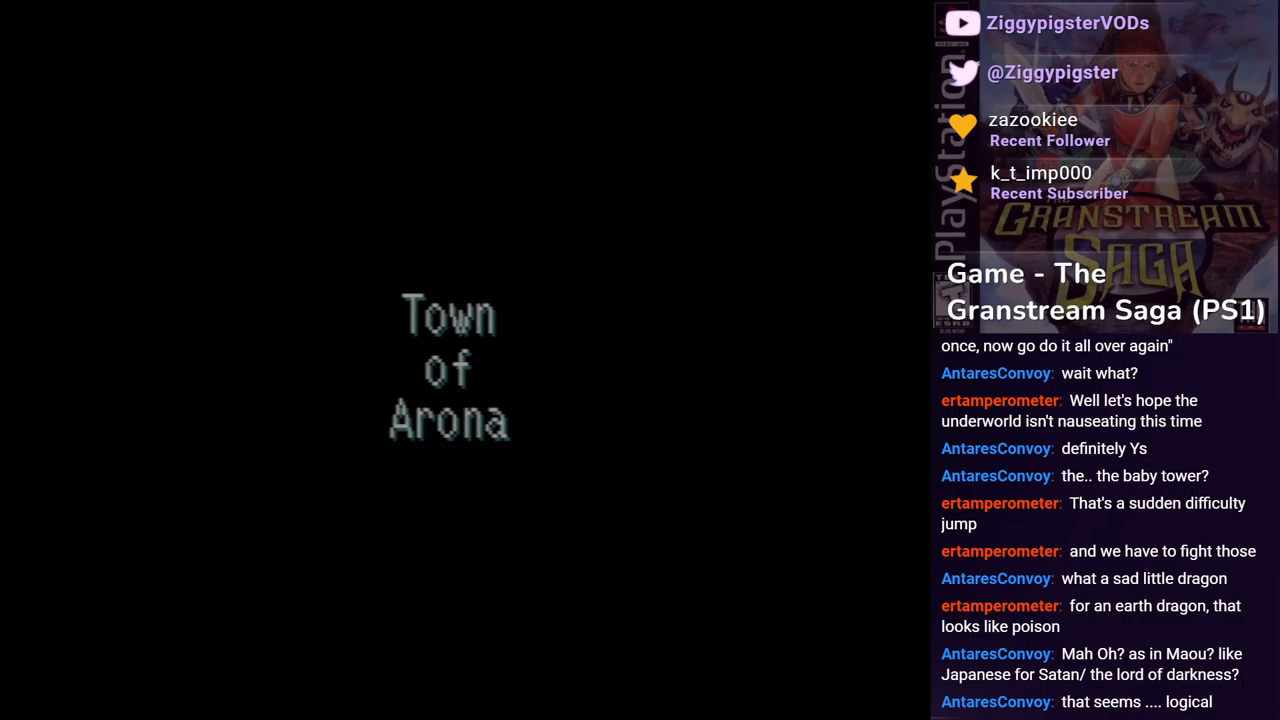 Town
of
Arona
ZiggypigsterVODs
@Ziggypigster
zazookiee
Recent Follower
k_t_imp000
Recent Subscriber
PlayStation
GRANSTREAM
SAGA
Game - The
Granstream Saga (PS1)
once, now go do it all over again"
AntaresConvoy: wait what?
ertamperometer: Well let's hope the
underworld isn't nauseating this time
AntaresConvoy: definitely Ys
AntaresConvoy: the.. the baby tower?
ertamperometer: That's a sudden difficulty
jump
ertamperometer: and we have to fight those
AntaresConvoy: what a sad little dragon
ertamperometer: for an earth dragon, that
looks like poison
AntaresConvoy: Mah Oh? as in Maou? like
Japanese for Satan/ the lord of darkness?
AntaresConvoy: that seems .... logical